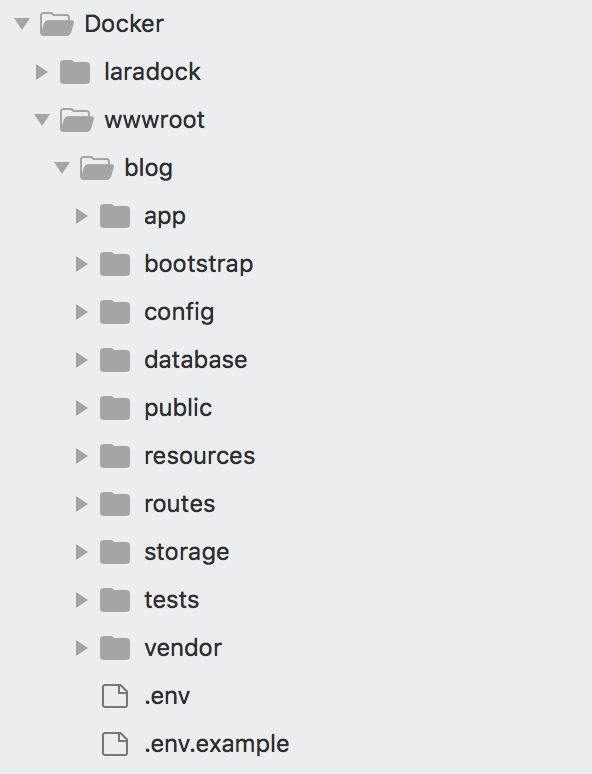 Docker
laradock
wwwroot
blog
app
bootstrap
config
database
public
resources
routes
storage
tests
vendor
.env
.env.example